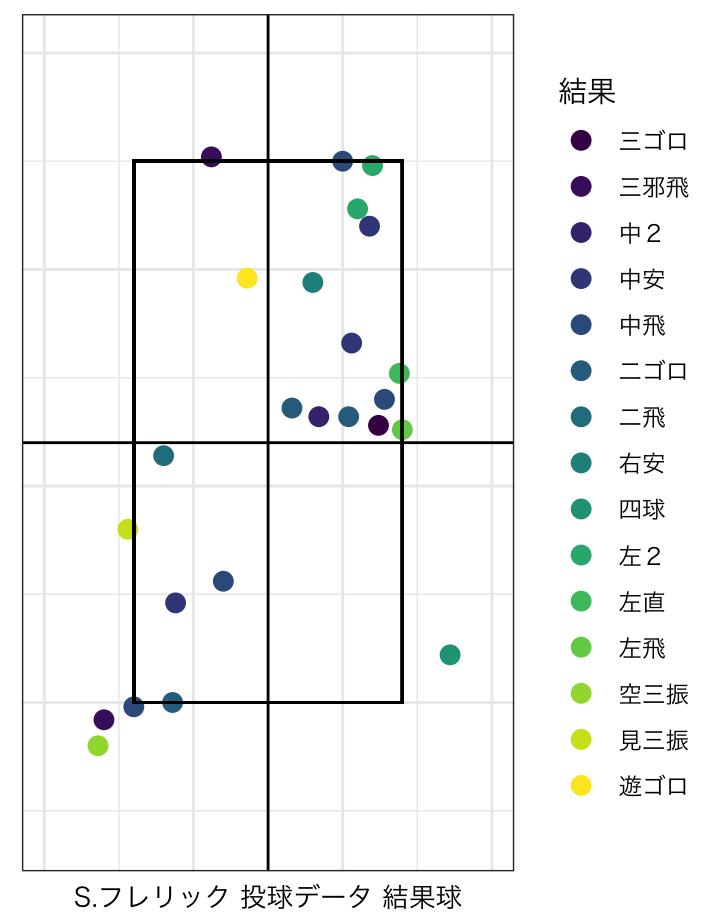 結果
三ゴロ
三邪飛
中２
中安
中飛
二ゴロ
二飛
右安
四球
左２
左直
左飛
空三振
見三振
遊ゴロ
S.フレリック 投球データ 結果球